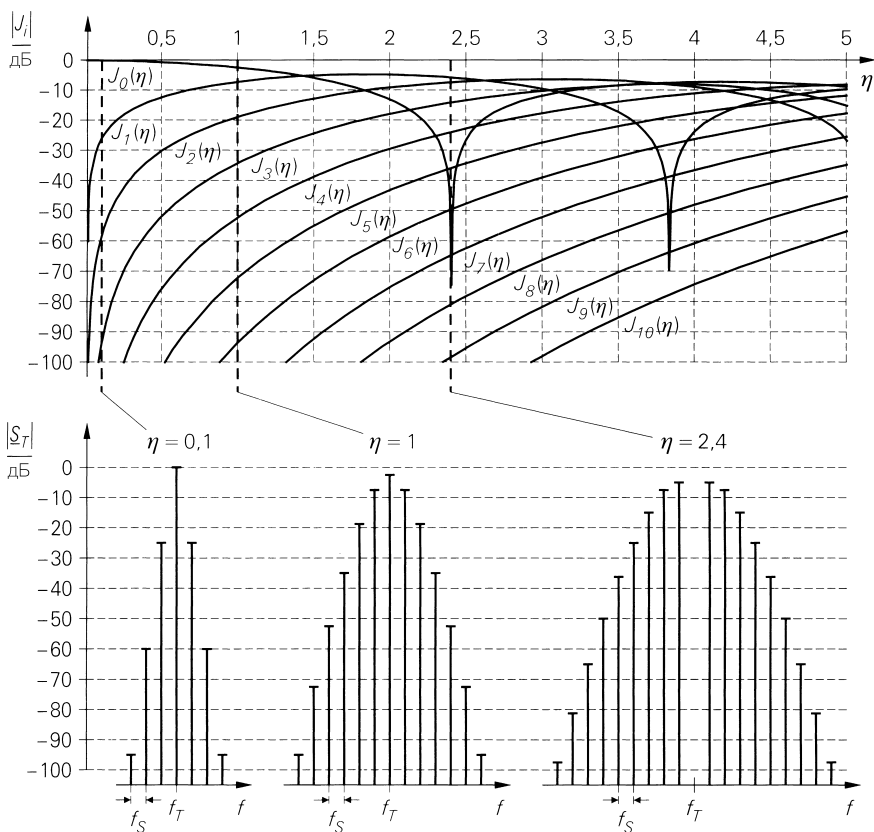 |J_i|
дБ
0,5 1 1,5 2 2,5 3 3,5 4 4,5 5
η
0
−10
−20
−30
−40
−50
−60
−70
−80
−90
−100
J_0(η)
J_1(η)
J_2(η)
J_3(η)
J_4(η)
J_5(η)
J_6(η)
J_7(η)
J_8(η)
J_9(η)
J_10(η)
|S_T|
дБ
η = 0,1 η = 1 η = 2,4
0
−10
−20
−30
−40
−50
−60
−70
−80
−90
−100
f_S f_T f f_S f_T f f_S f_T f